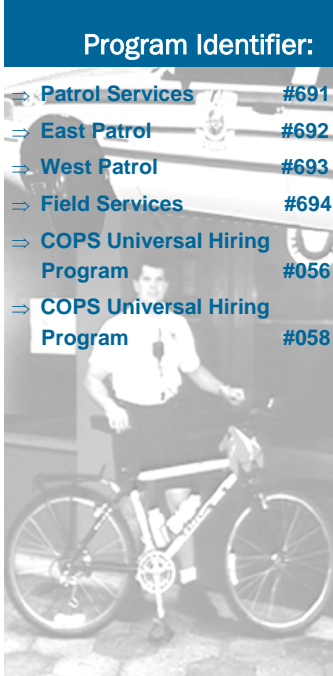 Program Identifier:
⇒ Patrol Services #691
⇒ East Patrol #692
⇒ West Patrol #693
⇒ Field Services #694
⇒ COPS Universal Hiring
Program #056
⇒ COPS Universal Hiring
Program #058